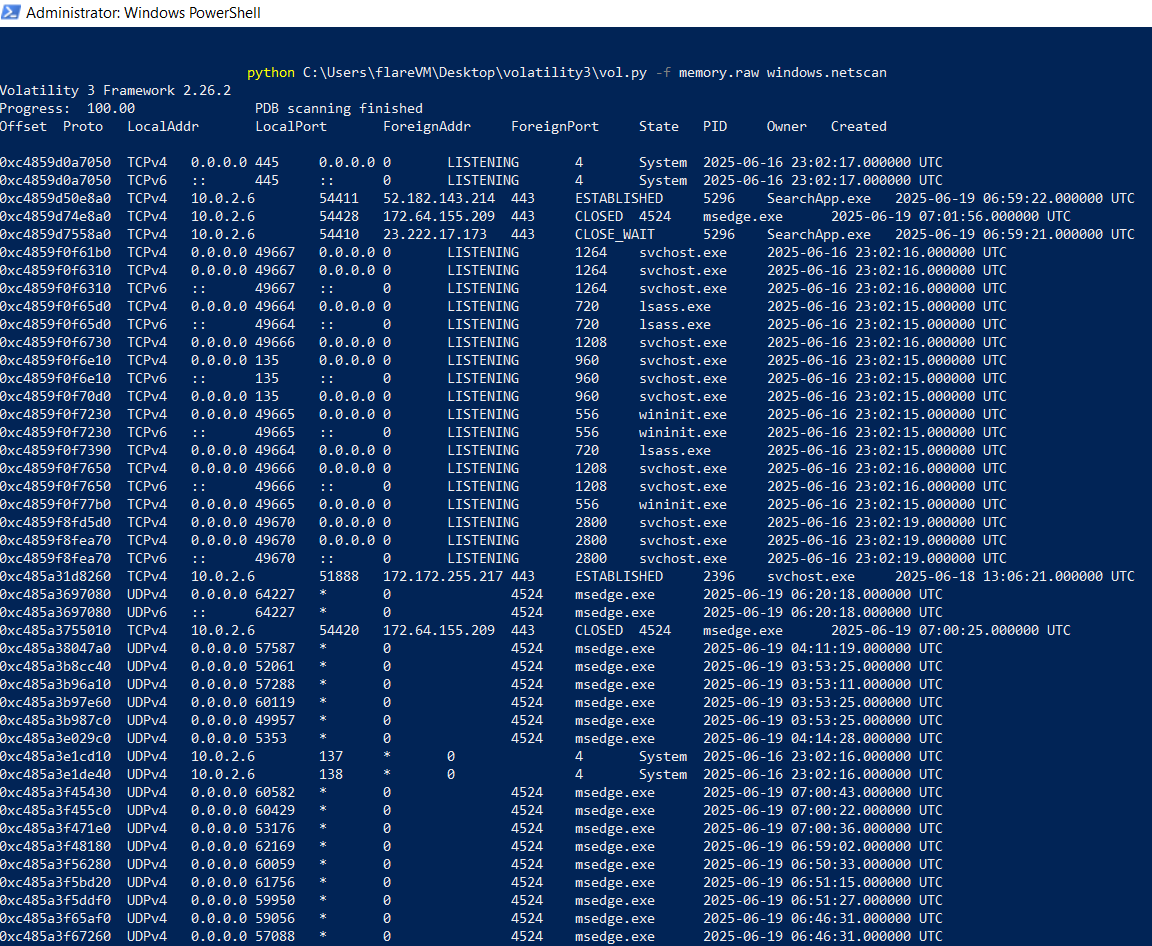 Administrator: Windows PowerShell
python C:\Users\flareVM\Desktop\volatility3\vol.py -f memory.raw windows.netscan
Volatility 3 Framework 2.26.2
Progress: 100.00 PDB scanning finished
Offset Proto LocalAddr LocalPort ForeignAddr ForeignPort State PID Owner Created
0xc4859d0a7050 TCPv4 0.0.0.0 445 0.0.0.0 0 LISTENING 4 System 2025-06-16 23:02:17.000000 UTC
0xc4859d0a7050 TCPv6 :: 445 :: 0 LISTENING 4 System 2025-06-16 23:02:17.000000 UTC
0xc4859d50e8a0 TCPv4 10.0.2.6 54411 52.182.143.214 443 ESTABLISHED 5296 SearchApp.exe 2025-06-19 06:59:22.000000 UTC
0xc4859d74e8a0 TCPv4 10.0.2.6 54428 172.64.155.209 443 CLOSED 4524 msedge.exe 2025-06-19 07:01:56.000000 UTC
0xc4859d7558a0 TCPv4 10.0.2.6 54410 23.222.17.173 443 CLOSE_WAIT 5296 SearchApp.exe 2025-06-19 06:59:21.000000 UTC
0xc4859f0f61b0 TCPv4 0.0.0.0 49667 0.0.0.0 0 LISTENING 1264 svchost.exe 2025-06-16 23:02:16.000000 UTC
0xc4859f0f6310 TCPv4 0.0.0.0 49667 0.0.0.0 0 LISTENING 1264 svchost.exe 2025-06-16 23:02:16.000000 UTC
0xc4859f0f6310 TCPv6 :: 49667 :: 0 LISTENING 1264 svchost.exe 2025-06-16 23:02:16.000000 UTC
0xc4859f0f65d0 TCPv4 0.0.0.0 49664 0.0.0.0 0 LISTENING 720 lsass.exe 2025-06-16 23:02:15.000000 UTC
0xc4859f0f65d0 TCPv6 :: 49664 :: 0 LISTENING 720 lsass.exe 2025-06-16 23:02:15.000000 UTC
0xc4859f0f6730 TCPv4 0.0.0.0 49666 0.0.0.0 0 LISTENING 1208 svchost.exe 2025-06-16 23:02:16.000000 UTC
0xc4859f0f6e10 TCPv4 0.0.0.0 135 0.0.0.0 0 LISTENING 960 svchost.exe 2025-06-16 23:02:15.000000 UTC
0xc4859f0f6e10 TCPv6 :: 135 :: 0 LISTENING 960 svchost.exe 2025-06-16 23:02:15.000000 UTC
0xc4859f0f70d0 TCPv4 0.0.0.0 135 0.0.0.0 0 LISTENING 960 svchost.exe 2025-06-16 23:02:15.000000 UTC
0xc4859f0f7230 TCPv4 0.0.0.0 49665 0.0.0.0 0 LISTENING 556 wininit.exe 2025-06-16 23:02:15.000000 UTC
0xc4859f0f7230 TCPv6 :: 49665 :: 0 LISTENING 556 wininit.exe 2025-06-16 23:02:15.000000 UTC
0xc4859f0f7390 TCPv4 0.0.0.0 49664 0.0.0.0 0 LISTENING 720 lsass.exe 2025-06-16 23:02:15.000000 UTC
0xc4859f0f7650 TCPv4 0.0.0.0 49666 0.0.0.0 0 LISTENING 1208 svchost.exe 2025-06-16 23:02:16.000000 UTC
0xc4859f0f7650 TCPv6 :: 49666 :: 0 LISTENING 1208 svchost.exe 2025-06-16 23:02:16.000000 UTC
0xc4859f0f77b0 TCPv4 0.0.0.0 49665 0.0.0.0 0 LISTENING 556 wininit.exe 2025-06-16 23:02:15.000000 UTC
0xc4859f8fd5d0 TCPv4 0.0.0.0 49670 0.0.0.0 0 LISTENING 2800 svchost.exe 2025-06-16 23:02:19.000000 UTC
0xc4859f8fea70 TCPv4 0.0.0.0 49670 0.0.0.0 0 LISTENING 2800 svchost.exe 2025-06-16 23:02:19.000000 UTC
0xc4859f8fea70 TCPv6 :: 49670 :: 0 LISTENING 2800 svchost.exe 2025-06-16 23:02:19.000000 UTC
0xc485a31d8260 TCPv4 10.0.2.6 51888 172.172.255.217 443 ESTABLISHED 2396 svchost.exe 2025-06-18 13:06:21.000000 UTC
0xc485a3697080 UDPv4 0.0.0.0 64227 * 0 4524 msedge.exe 2025-06-19 06:20:18.000000 UTC
0xc485a3697080 UDPv6 :: 64227 * 0 4524 msedge.exe 2025-06-19 06:20:18.000000 UTC
0xc485a3755010 TCPv4 10.0.2.6 54420 172.64.155.209 443 CLOSED 4524 msedge.exe 2025-06-19 07:00:25.000000 UTC
0xc485a38047a0 UDPv4 0.0.0.0 57587 * 0 4524 msedge.exe 2025-06-19 04:11:19.000000 UTC
0xc485a3b8cc40 UDPv4 0.0.0.0 52061 * 0 4524 msedge.exe 2025-06-19 03:53:25.000000 UTC
0xc485a3b96a10 UDPv4 0.0.0.0 57288 * 0 4524 msedge.exe 2025-06-19 03:53:11.000000 UTC
0xc485a3b97e60 UDPv4 0.0.0.0 60119 * 0 4524 msedge.exe 2025-06-19 03:53:25.000000 UTC
0xc485a3b987c0 UDPv4 0.0.0.0 49957 * 0 4524 msedge.exe 2025-06-19 03:53:25.000000 UTC
0xc485a3e029c0 UDPv4 0.0.0.0 5353 * 0 4524 msedge.exe 2025-06-19 04:14:28.000000 UTC
0xc485a3e1cd10 UDPv4 10.0.2.6 137 * 0 4 System 2025-06-16 23:02:16.000000 UTC
0xc485a3e1de40 UDPv4 10.0.2.6 138 * 0 4 System 2025-06-16 23:02:16.000000 UTC
0xc485a3f45430 UDPv4 0.0.0.0 60582 * 0 4524 msedge.exe 2025-06-19 07:00:43.000000 UTC
0xc485a3f455c0 UDPv4 0.0.0.0 60429 * 0 4524 msedge.exe 2025-06-19 07:00:22.000000 UTC
0xc485a3f471e0 UDPv4 0.0.0.0 53176 * 0 4524 msedge.exe 2025-06-19 07:00:36.000000 UTC
0xc485a3f48180 UDPv4 0.0.0.0 62169 * 0 4524 msedge.exe 2025-06-19 06:59:02.000000 UTC
0xc485a3f56280 UDPv4 0.0.0.0 60059 * 0 4524 msedge.exe 2025-06-19 06:50:33.000000 UTC
0xc485a3f5bd20 UDPv4 0.0.0.0 61756 * 0 4524 msedge.exe 2025-06-19 06:51:15.000000 UTC
0xc485a3f5ddf0 UDPv4 0.0.0.0 59950 * 0 4524 msedge.exe 2025-06-19 06:51:27.000000 UTC
0xc485a3f65af0 UDPv4 0.0.0.0 59056 * 0 4524 msedge.exe 2025-06-19 06:46:31.000000 UTC
0xc485a3f67260 UDPv4 0.0.0.0 57088 * 0 4524 msedge.exe 2025-06-19 06:46:31.000000 UTC